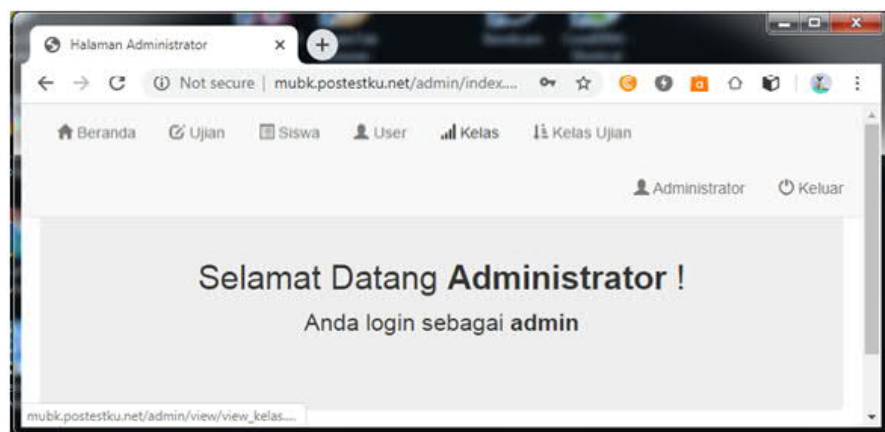 Halaman Administrator
Not secure | mubk.postestku.net/admin/index....
Beranda Ujian Siswa User Kelas Kelas Ujian
Administrator Keluar
Selamat Datang Administrator !
Anda login sebagai admin
mubk.postestku.net/admin/view/view_kelas....